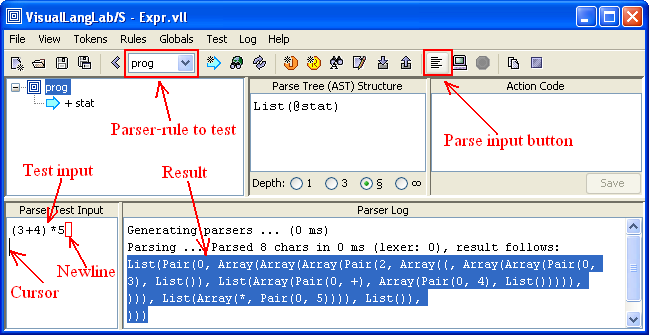 VisualLangLab/S - Expr.vll
File View Tokens Rules Globals Test Log Help
prog
prog
+ stat
Parser-rule to test
Test input
Result
Parse Tree (AST) Structure
List(@stat)
Depth: 1 3 § ∞
Action Code
Parse input button
Save
Parser Test Input
(3+4)*5
Newline
Cursor
Parser Log
Generating parsers ... (0 ms)
Parsing ... Parsed 8 chars in 0 ms (lexer: 0), result follows:
List(Pair(0, Array(Array(Array(Pair(2, Array((, Array(Array(Pair(0,
3), List()), List(Array(Pair(0, +), Array(Pair(0, 4), List())))),
))), List(Array(*, Pair(0, 5)))), List()),
)))